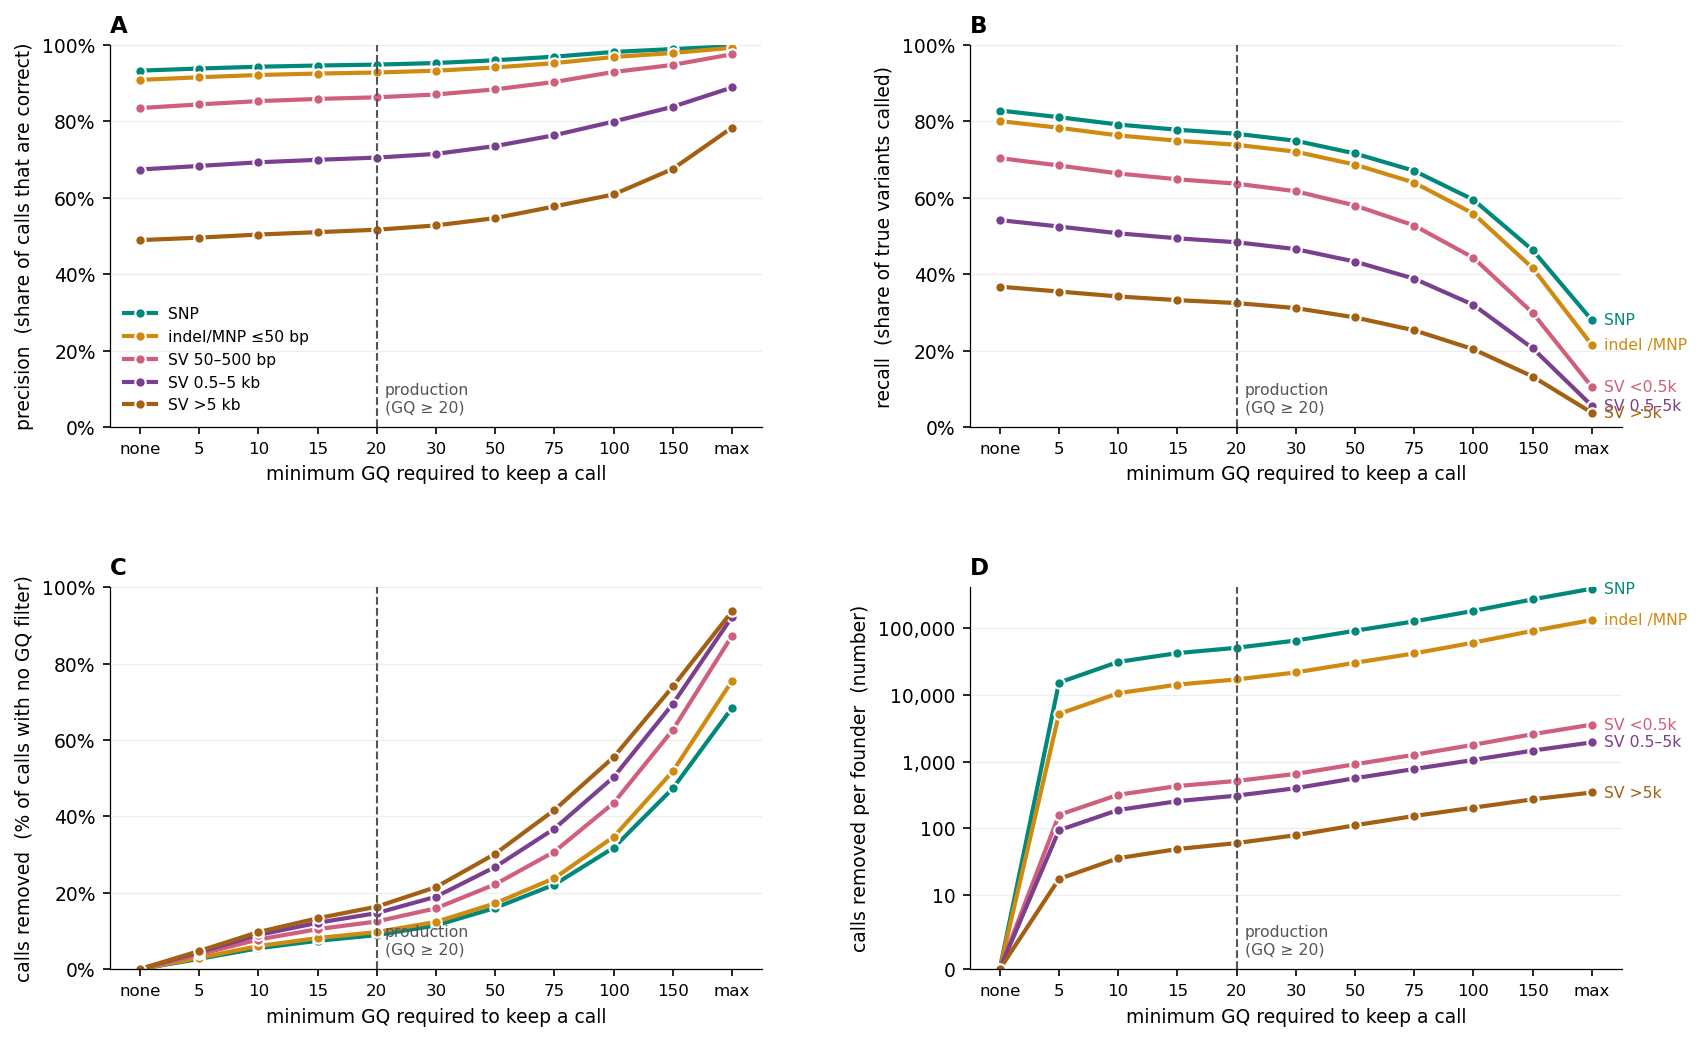 A
precision (share of calls that are correct)
100%
80%
60%
40%
20%
0%
SNP
indel/MNP ≤50 bp
SV 50–500 bp
SV 0.5–5 kb
SV >5 kb
production
(GQ ≥ 20)
none 5 10 15 20 30 50 75 100 150 max
minimum GQ required to keep a call
B
recall (share of true variants called)
100%
80%
60%
40%
20%
0%
SNP
indel /MNP
SV <0.5k
SV 0.5–5k
SV >5k
production
(GQ ≥ 20)
none 5 10 15 20 30 50 75 100 150 max
minimum GQ required to keep a call
C
calls removed (% of calls with no GQ filter)
100%
80%
60%
40%
20%
0%
production
(GQ ≥ 20)
none 5 10 15 20 30 50 75 100 150 max
minimum GQ required to keep a call
D
calls removed per founder (number)
100,000
10,000
1,000
100
10
0
SNP
indel /MNP
SV <0.5k
SV 0.5–5k
SV >5k
production
(GQ ≥ 20)
none 5 10 15 20 30 50 75 100 150 max
minimum GQ required to keep a call